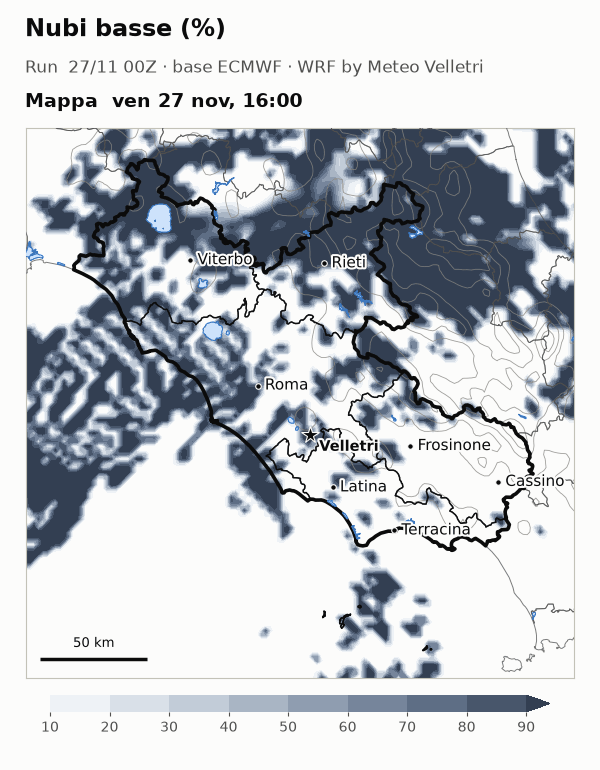 Nubi basse (%)
Run 27/11 00Z · base ECMWF · WRF by Meteo Velletri
Mappa ven 27 nov, 16:00
Viterbo
Rieti
Roma
Velletri
Frosinone
Latina
Cassino
Terracina
50 km
10 20 30 40 50 60 70 80 90